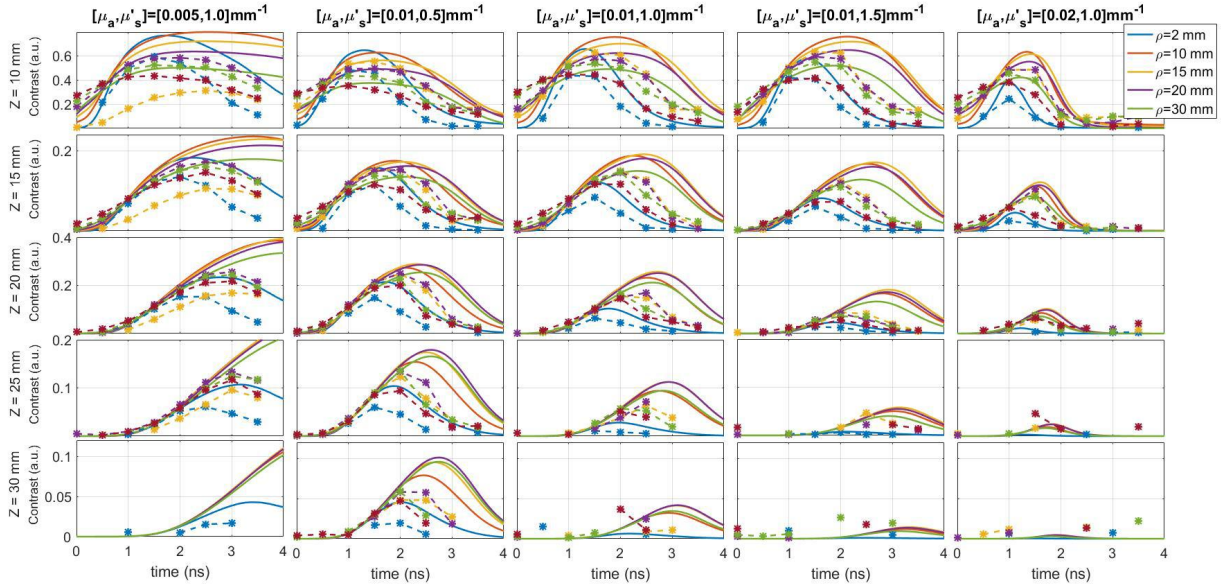 [μa,μ's]=[0.005,1.0]mm-1 [μa,μ's]=[0.01,0.5]mm-1 [μa,μ's]=[0.01,1.0]mm-1 [μa,μ's]=[0.01,1.5]mm-1 [μa,μ's]=[0.02,1.0]mm-1
ρ=2 mm
ρ=10 mm
ρ=15 mm
ρ=20 mm
ρ=30 mm
Z = 10 mm
Contrast (a.u.)
0.6
0.4
0.2
Z = 15 mm
Contrast (a.u.)
0.2
Z = 20 mm
Contrast (a.u.)
0.4
0.2
0
Z = 25 mm
Contrast (a.u.)
0.2
0.1
0
Z = 30 mm
Contrast (a.u.)
0.1
0.05
0
0 1 2 3 4 0 1 2 3 4 0 1 2 3 4 0 1 2 3 4 0 1 2 3 4
time (ns) time (ns) time (ns) time (ns) time (ns)